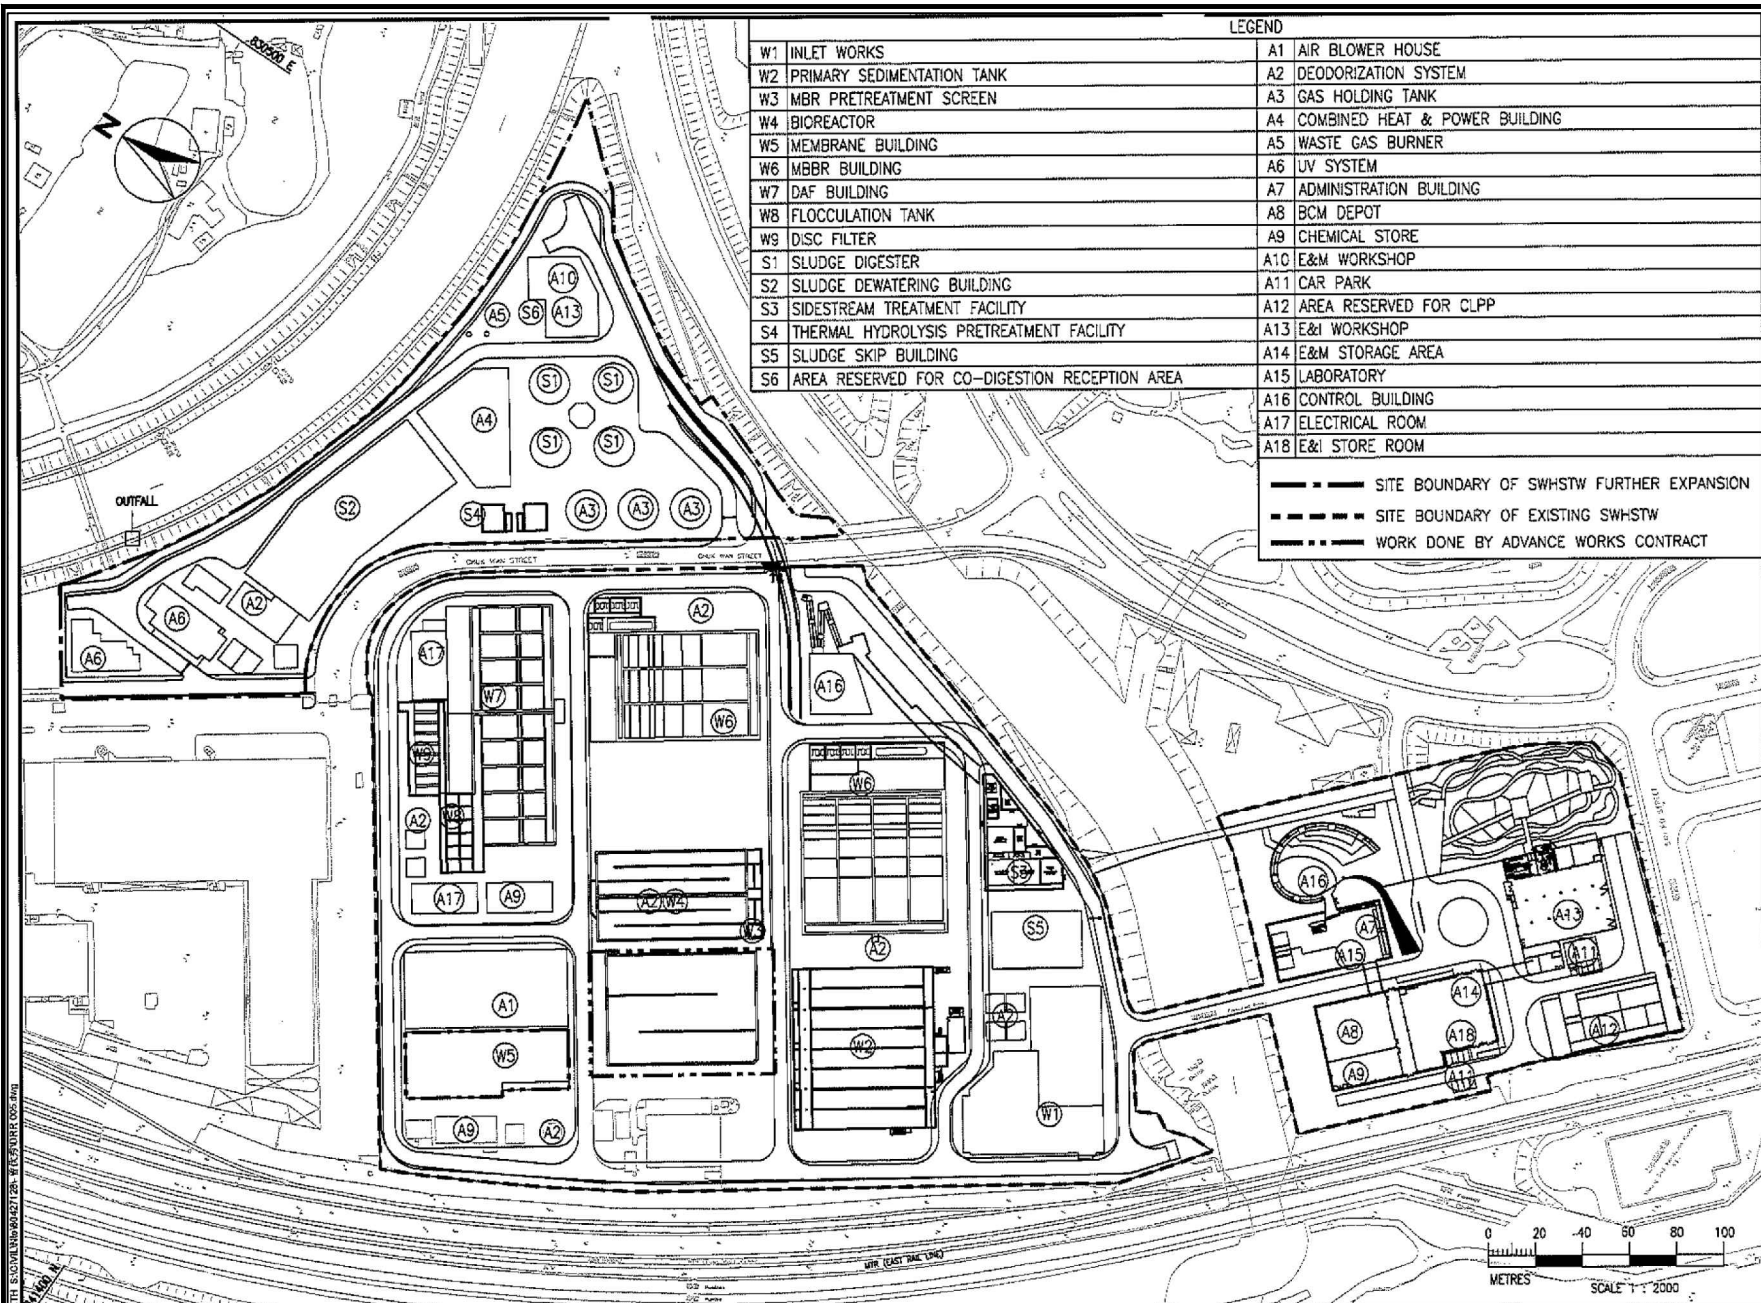 LEGEND
W1 INLET WORKS
W2 PRIMARY SEDIMENTATION TANK
W3 MBR PRETREATMENT SCREEN
W4 BIOREACTOR
W5 MEMBRANE BUILDING
W6 MBBR BUILDING
W7 DAF BUILDING
W8 FLOCCULATION TANK
W9 DISC FILTER
S1 SLUDGE DIGESTER
S2 SLUDGE DEWATERING BUILDING
S3 SIDESTREAM TREATMENT FACILITY
S4 THERMAL HYDROLYSIS PRETREATMENT FACILITY
S5 SLUDGE SKIP BUILDING
S6 AREA RESERVED FOR CO-DIGESTION RECEPTION AREA
A1 AIR BLOWER HOUSE
A2 DEODORIZATION SYSTEM
A3 GAS HOLDING TANK
A4 COMBINED HEAT & POWER BUILDING
A5 WASTE GAS BURNER
A6 UV SYSTEM
A7 ADMINISTRATION BUILDING
A8 BCM DEPOT
A9 CHEMICAL STORE
A10 E&M WORKSHOP
A11 CAR PARK
A12 AREA RESERVED FOR CLPP
A13 E&I WORKSHOP
A14 E&M STORAGE AREA
A15 LABORATORY
A16 CONTROL BUILDING
A17 ELECTRICAL ROOM
A18 E&I STORE ROOM
SITE BOUNDARY OF SWHSTW FURTHER EXPANSION
SITE BOUNDARY OF EXISTING SWHSTW
WORK DONE BY ADVANCE WORKS CONTRACT
830500 E
N
A10
A5 S6 A13
S1 S1
A4
S1 S1
OUTFALL
S2
S4 A3 A3 A3
CHUK WAN STREET
CHUK WAN STREET
A6 A2
A6
A2
A17
W7
A16
W6
W9
W6
A2 W8
A17 A9
A2 W4
W3
A2
S5
A16
A7
A15
A13
A11
A1
W5
W2
A2
A14
A8
A18
A12
A9
A11
A9 A2
W1
MTR (EAST RAIL LINE)
0 20 40 60 80 100
METRES
SCALE 1 : 2000